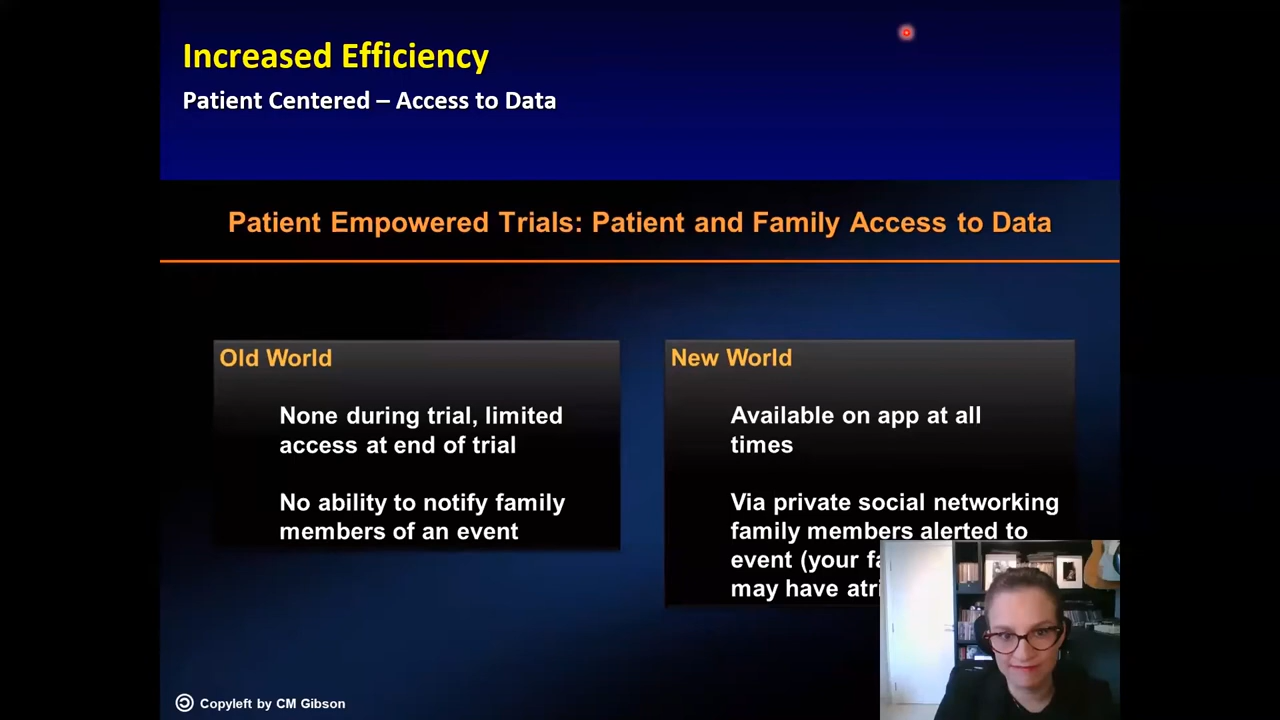 Increased Efficiency
Patient Centered – Access to Data
Patient Empowered Trials: Patient and Family Access to Data
Old World
None during trial, limited
access at end of trial
No ability to notify family
members of an event
New World
Available on app at all
times
Via private social networking
family members alerted to
event (your
may have
Copyleft by CM Gibson